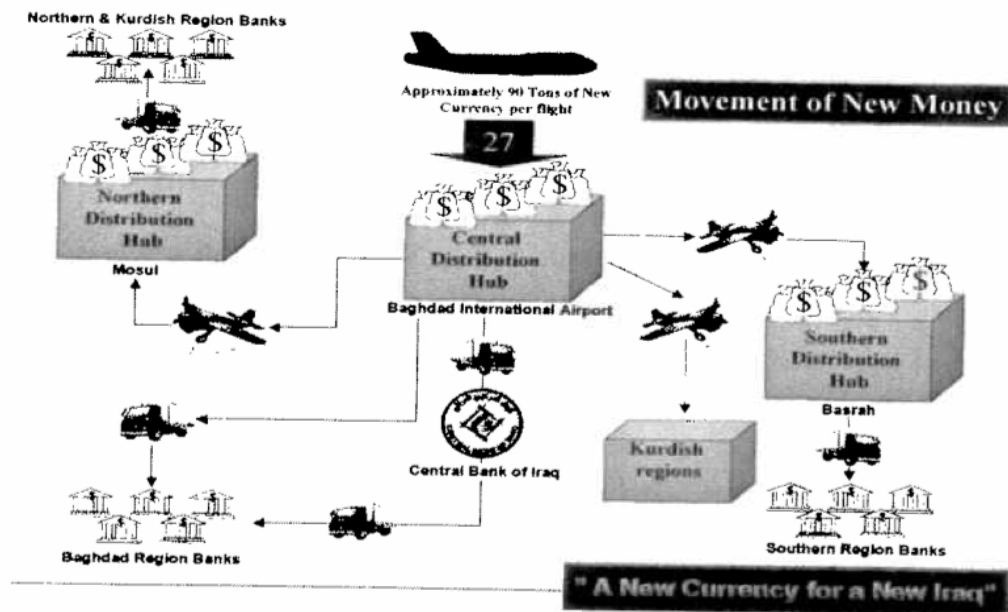 Northern & Kurdish Region Banks
Approximately 90 Tons of New
Currency per flight
Movement of New Money
27
$ $ $
Northern
Distribution
Hub
Mosul
$ $ $
Central
Distribution
Hub
Baghdad International Airport
$ $ $
Southern
Distribution
Hub
Basrah
Kurdish
regions
Central Bank of Iraq
Baghdad Region Banks
Southern Region Banks
" A New Currency for a New Iraq"